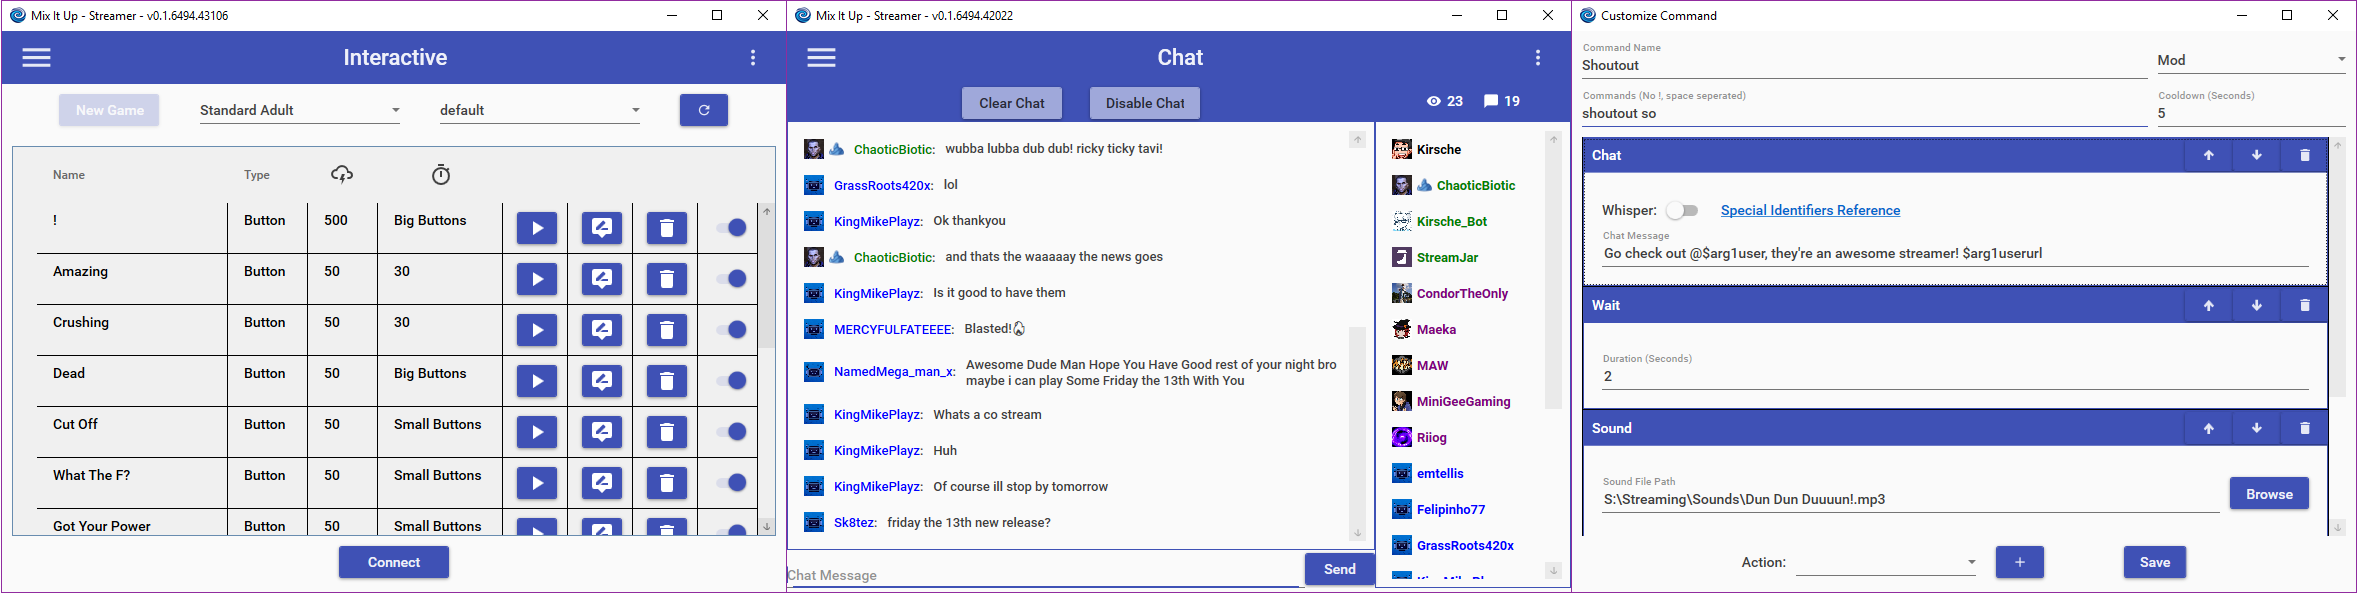 Mix It Up - Streamer - v0.1.6494.43106
Interactive
New Game
Standard Adult
default
Name
Type
!
Button
500
Big Buttons
Amazing
Button
50
30
Crushing
Button
50
30
Dead
Button
50
Big Buttons
Cut Off
Button
50
Small Buttons
What The F?
Button
50
Small Buttons
Got Your Power
Button
50
Small Buttons
Connect
Mix It Up - Streamer - v0.1.6494.42022
Chat
Clear Chat
Disable Chat
23
19
ChaoticBiotic: wubba lubba dub dub! ricky ticky tavi!
GrassRoots420x: lol
KingMikePlayz: Ok thankyou
ChaoticBiotic: and thats the waaaaay the news goes
KingMikePlayz: Is it good to have them
MERCYFULFATEEEE: Blasted!
NamedMega_man_x: Awesome Dude Man Hope You Have Good rest of your night bro
maybe i can play Some Friday the 13th With You
KingMikePlayz: Whats a co stream
KingMikePlayz: Huh
KingMikePlayz: Of course ill stop by tomorrow
Sk8tez: friday the 13th new release?
Chat Message
Send
Kirsche
ChaoticBiotic
Kirsche_Bot
StreamJar
CondorTheOnly
Maeka
MAW
MiniGeeGaming
Riiog
emtellis
Felipinho77
GrassRoots420x
Customize Command
Command Name
Shoutout
Mod
Commands (No !, space seperated)
shoutout so
Cooldown (Seconds)
5
Chat
Whisper:
Special Identifiers Reference
Chat Message
Go check out @$arg1user, they're an awesome streamer! $arg1userurl
Wait
Duration (Seconds)
2
Sound
Sound File Path
S:\Streaming\Sounds\Dun Dun Duuuun!.mp3
Browse
Action:
+
Save